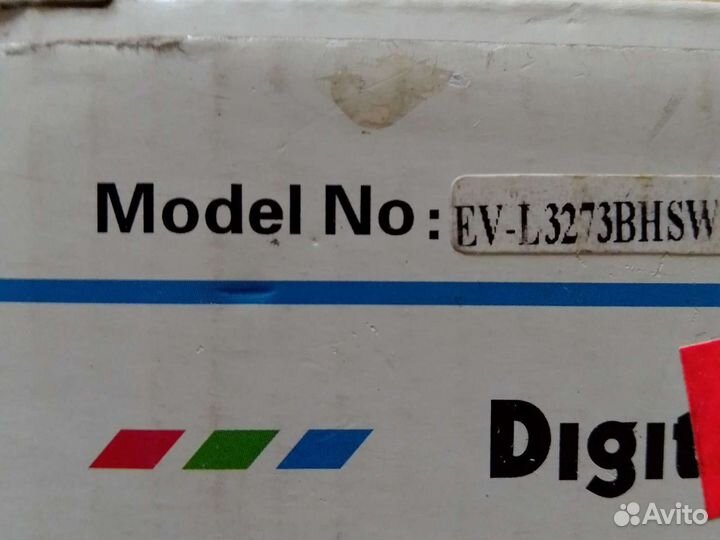 Model No: EV-L3273BHSW
Digit
Avito